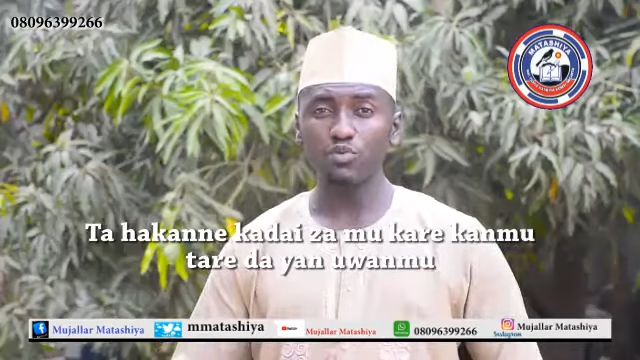 08096399266
MATASHIYA
Ta hakanne kadai za mu kare kanmu
tare da yan uwanmu
Mujallar Matashiya
mmatashiya
Mujallar Matashiya
08096399266
Instagram
Mujallar Matashiya